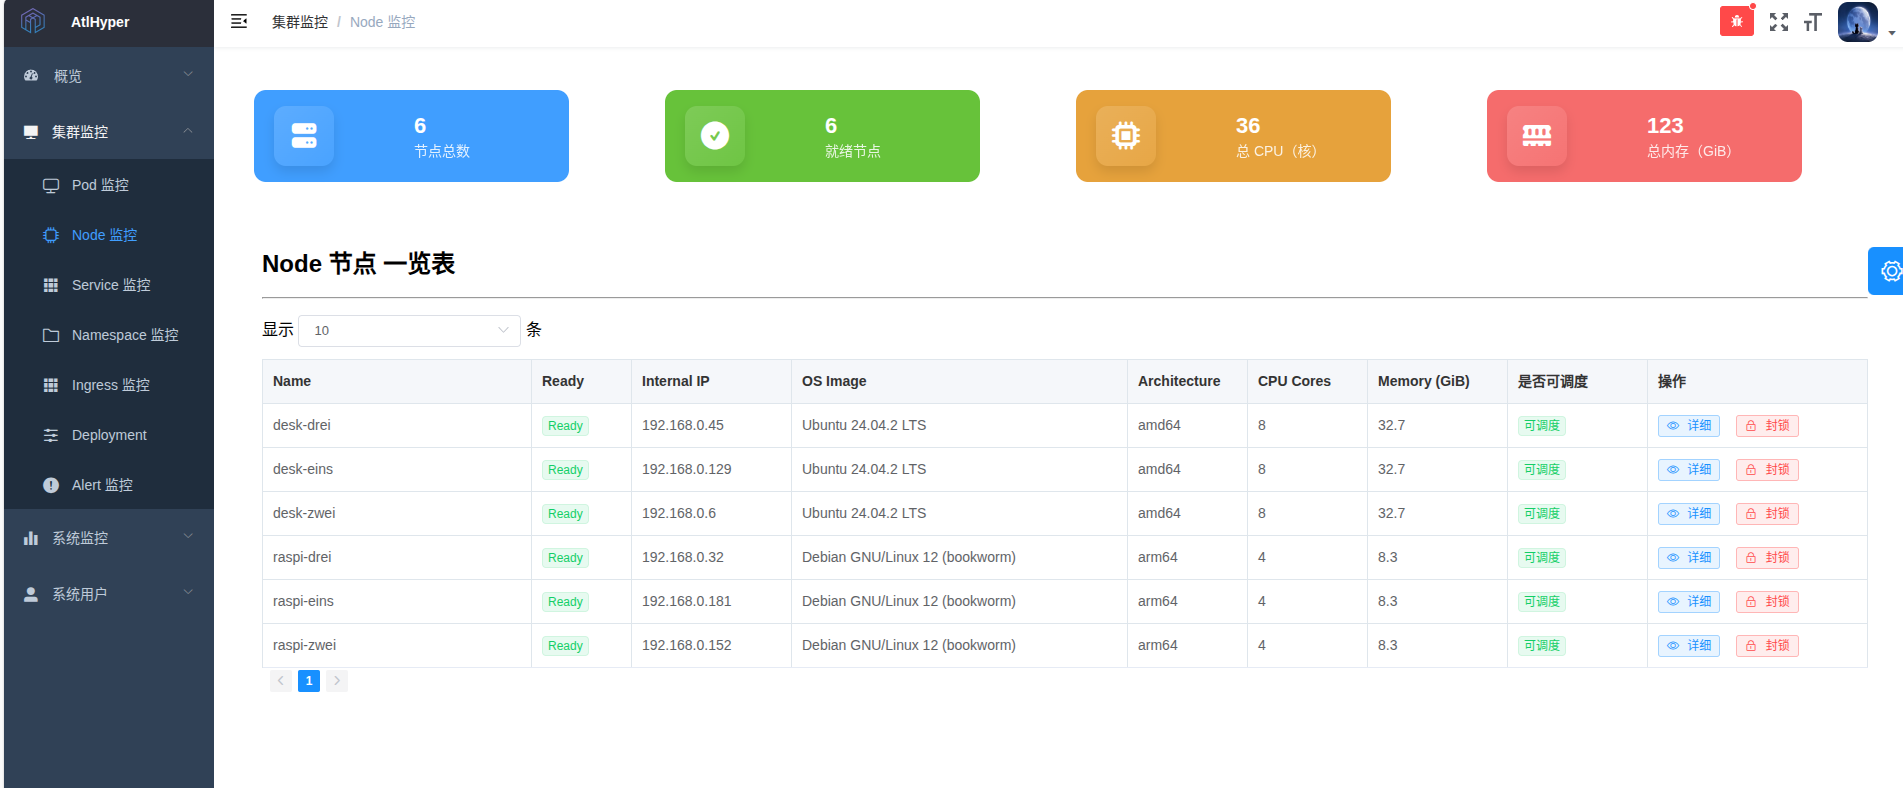 AtlHyper
集群监控 / Node 监控
概览
集群监控
Pod 监控
Node 监控
Service 监控
Namespace 监控
Ingress 监控
Deployment
Alert 监控
系统监控
系统用户
6
节点总数
6
就绪节点
36
总 CPU（核）
123
总内存（GiB）
Node 节点 一览表
显示 10 条
Name Ready Internal IP OS Image Architecture CPU Cores Memory (GiB) 是否可调度 操作
desk-drei Ready 192.168.0.45 Ubuntu 24.04.2 LTS amd64 8 32.7 可调度 详细 封锁
desk-eins Ready 192.168.0.129 Ubuntu 24.04.2 LTS amd64 8 32.7 可调度 详细 封锁
desk-zwei Ready 192.168.0.6 Ubuntu 24.04.2 LTS amd64 8 32.7 可调度 详细 封锁
raspi-drei Ready 192.168.0.32 Debian GNU/Linux 12 (bookworm) arm64 4 8.3 可调度 详细 封锁
raspi-eins Ready 192.168.0.181 Debian GNU/Linux 12 (bookworm) arm64 4 8.3 可调度 详细 封锁
raspi-zwei Ready 192.168.0.152 Debian GNU/Linux 12 (bookworm) arm64 4 8.3 可调度 详细 封锁
1